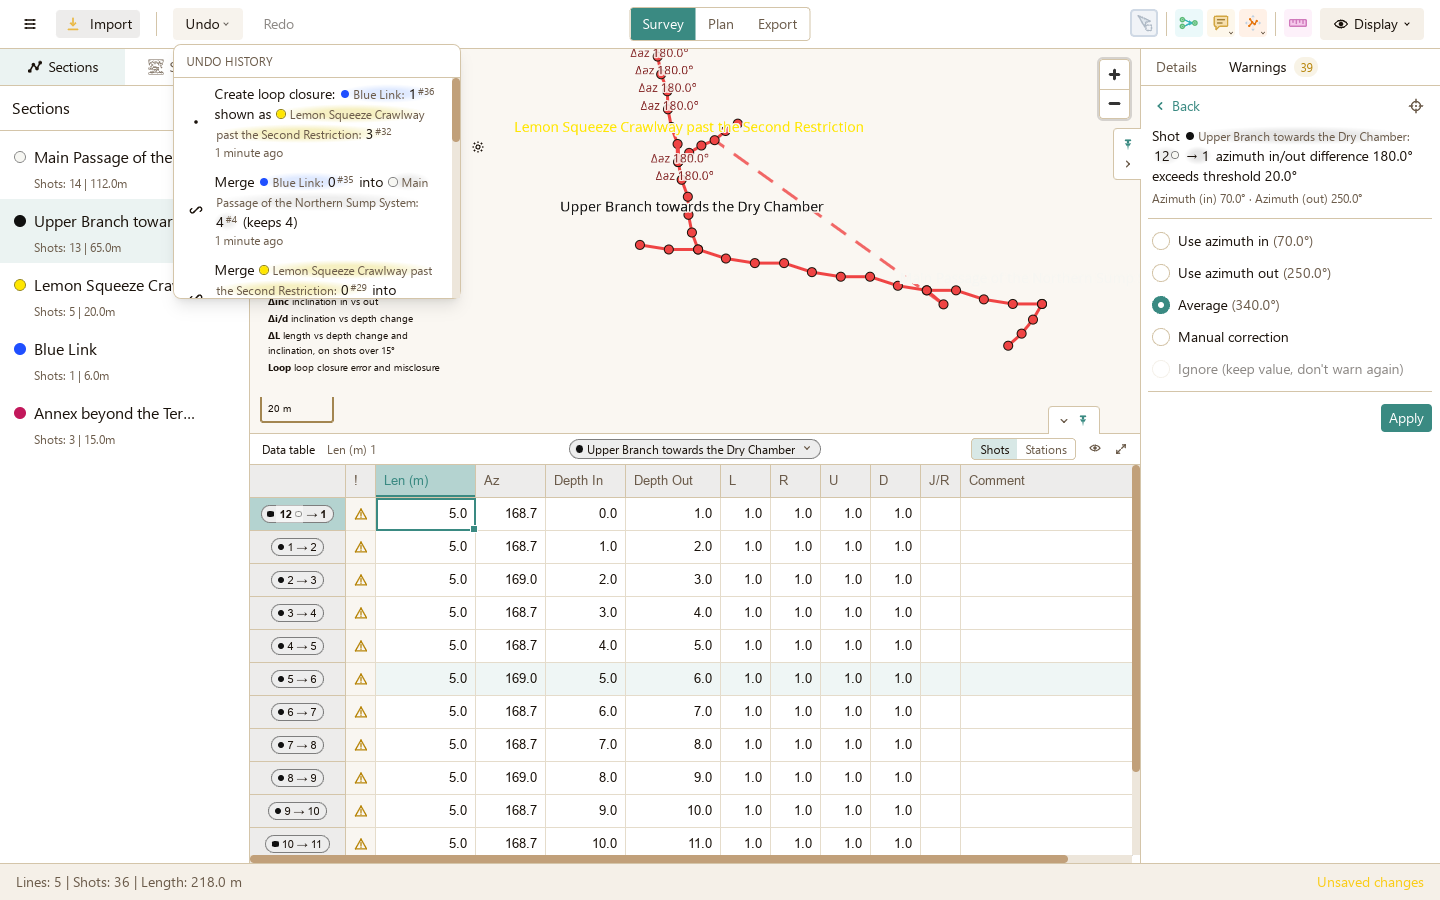 Import
Undo
Redo
Survey
Plan
Export
Display
Sections
S
UNDO HISTORY
Create loop closure: Blue Link: 1 #36
shown as Lemon Squeeze Crawlway
past the Second Restriction: 3 #32
1 minute ago
Merge Blue Link: 0 #35 into Main
Passage of the Northern Sump System:
4 #4 (keeps 4)
1 minute ago
Merge Lemon Squeeze Crawlway past
the Second Restriction: 0 #29 into
Sections
Main Passage of the
Shots: 14 | 112.0m
Upper Branch towar
Shots: 13 | 65.0m
Lemon Squeeze Cra
Shots: 5 | 20.0m
Blue Link
Shots: 1 | 6.0m
Annex beyond the Ter...
Shots: 3 | 15.0m
Δaz 180.0°
Δaz 180.0°
Δaz 180.0°
Δaz 180.0°
Lemon Squeeze Crawlway past the Second Restriction
Δaz 180.0°
Δaz 180.0°
Upper Branch towards the Dry Chamber
Δinc inclination in vs out
Δi/d inclination vs depth change
ΔL length vs depth change and
inclination, on shots over 15°
Loop loop closure error and misclosure
20 m
+
−
Details
Warnings 39
Back
Shot Upper Branch towards the Dry Chamber:
12 → 1 azimuth in/out difference 180.0°
exceeds threshold 20.0°
Azimuth (in) 70.0° · Azimuth (out) 250.0°
Use azimuth in (70.0°)
Use azimuth out (250.0°)
Average (340.0°)
Manual correction
Ignore (keep value, don't warn again)
Apply
Data table Len (m) 1
Upper Branch towards the Dry Chamber
Shots Stations
! Len (m) Az Depth In Depth Out L R U D J/R Comment
12 → 1 5.0 168.7 0.0 1.0 1.0 1.0 1.0 1.0
1 → 2 5.0 168.7 1.0 2.0 1.0 1.0 1.0 1.0
2 → 3 5.0 169.0 2.0 3.0 1.0 1.0 1.0 1.0
3 → 4 5.0 168.7 3.0 4.0 1.0 1.0 1.0 1.0
4 → 5 5.0 168.7 4.0 5.0 1.0 1.0 1.0 1.0
5 → 6 5.0 169.0 5.0 6.0 1.0 1.0 1.0 1.0
6 → 7 5.0 168.7 6.0 7.0 1.0 1.0 1.0 1.0
7 → 8 5.0 168.7 7.0 8.0 1.0 1.0 1.0 1.0
8 → 9 5.0 169.0 8.0 9.0 1.0 1.0 1.0 1.0
9 → 10 5.0 168.7 9.0 10.0 1.0 1.0 1.0 1.0
10 → 11 5.0 168.7 10.0 11.0 1.0 1.0 1.0 1.0
Lines: 5 | Shots: 36 | Length: 218.0 m
Unsaved changes